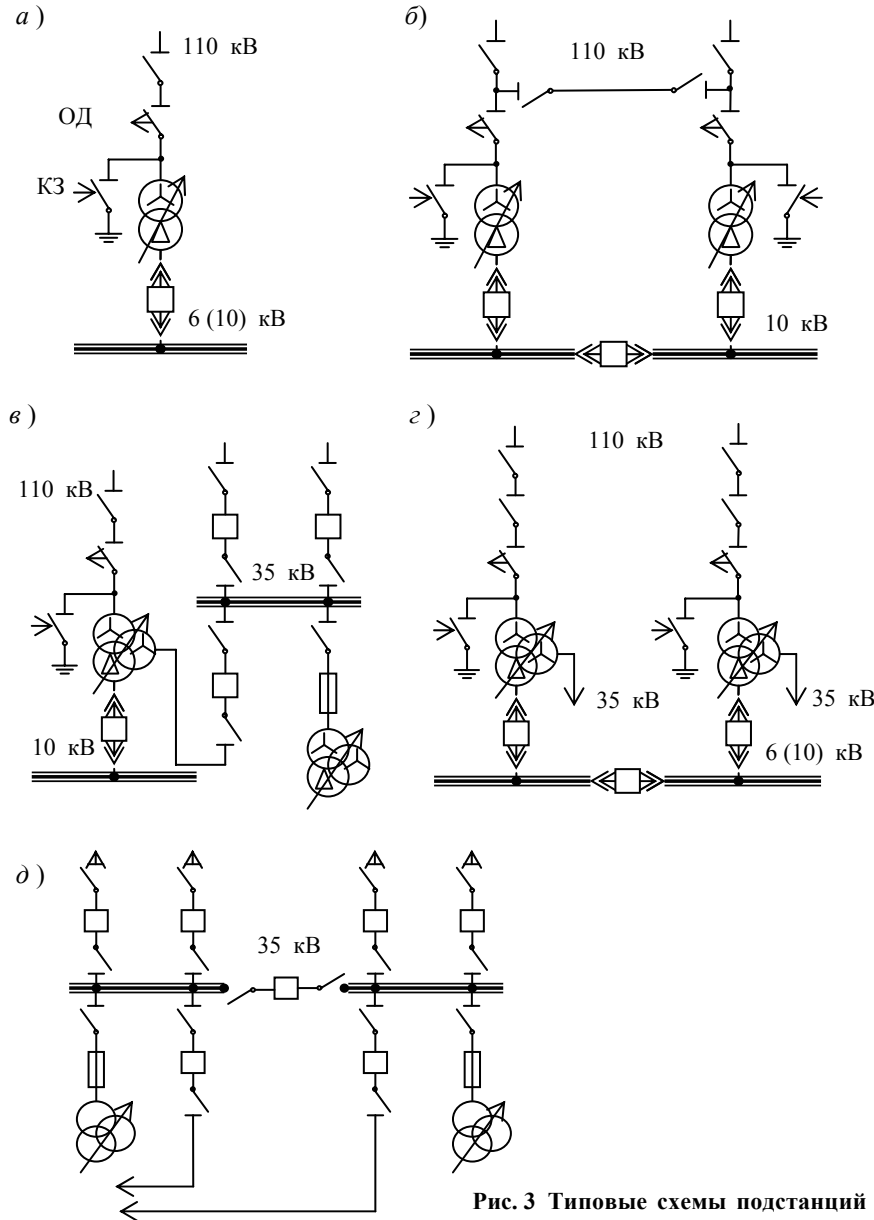 а )
110 кВ
ОД
КЗ
6 (10) кВ
б)
110 кВ
10 кВ
в )
110 кВ
35 кВ
10 кВ
г )
110 кВ
35 кВ
35 кВ
6 (10) кВ
д )
35 кВ
Рис. 3 Типовые схемы подстанций